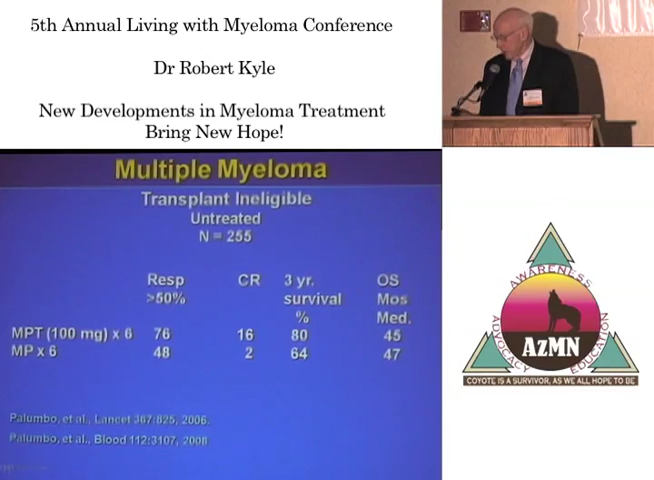 5th Annual Living with Myeloma Conference
Dr Robert Kyle
New Developments in Myeloma Treatment
Bring New Hope!
Multiple Myeloma
Transplant Ineligible
Untreated
N = 255
Resp CR 3 yr. OS
>50% survival Mos
% Med.
MPT (100 mg) x 6 76 16 80 45
MP x 6 48 2 64 47
Palumbo, et al., Lancet 367:825, 2006.
Palumbo, et al., Blood 112:3107, 2008
AWARENESS
ADVOCACY
EDUCATION
AzMN
COYOTE IS A SURVIVOR, AS WE ALL HOPE TO BE